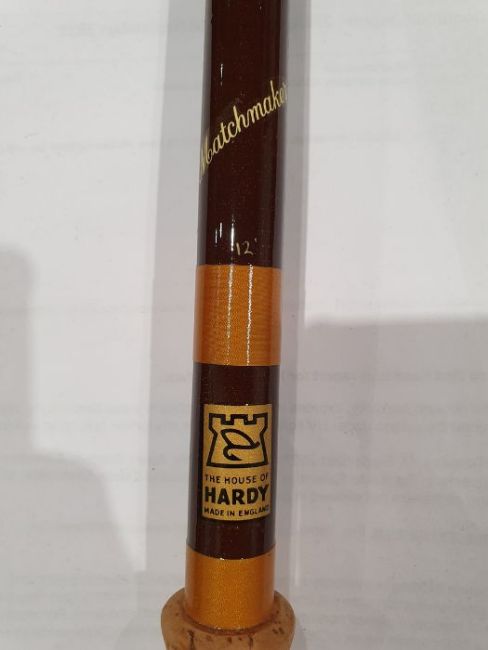 Matchmaker
12'
THE HOUSE OF
HARDY
MADE IN ENGLAND